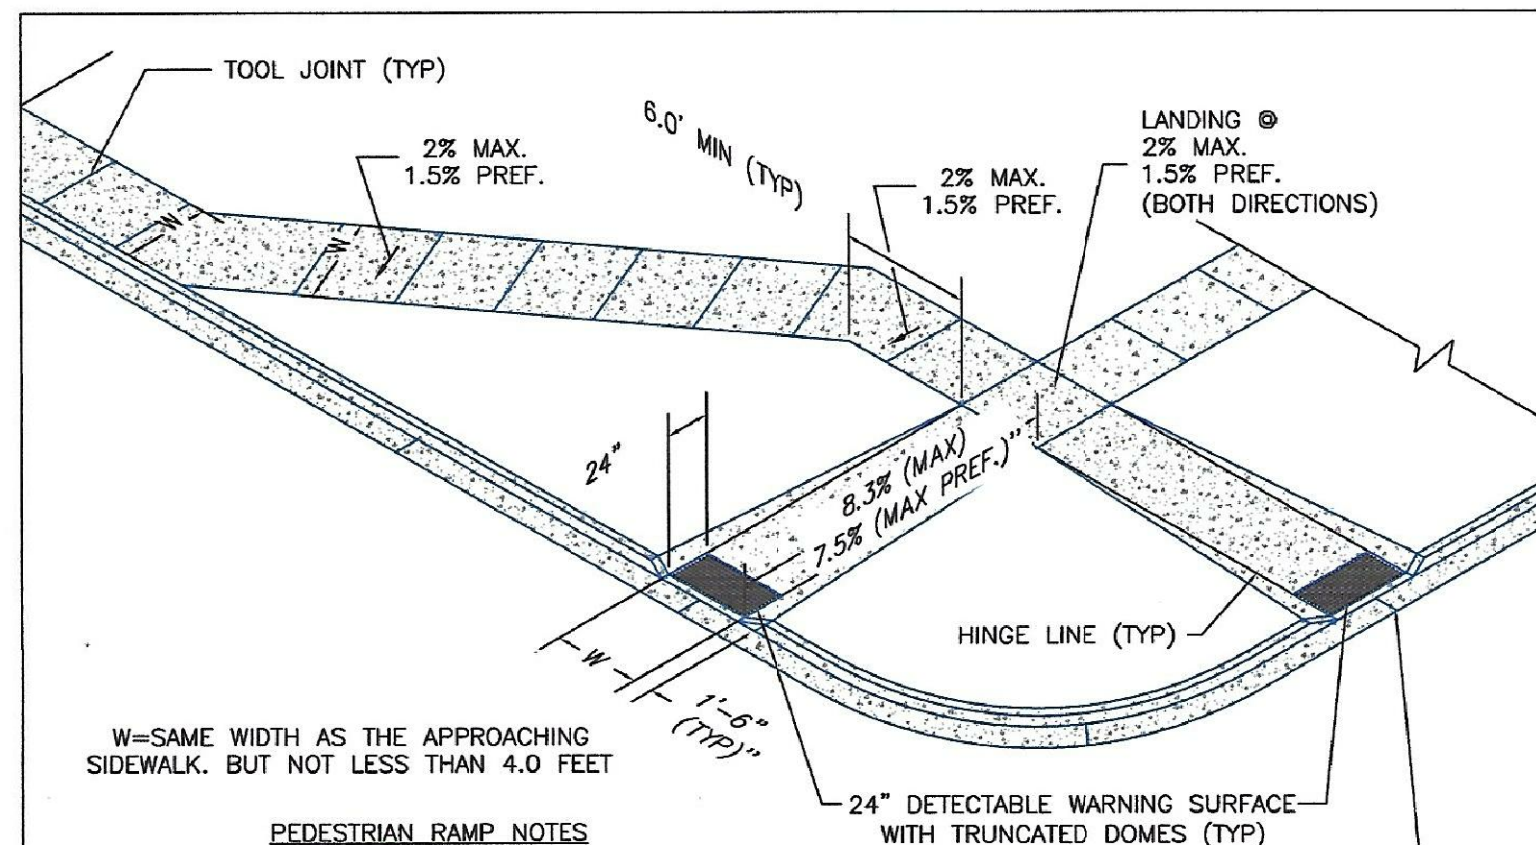 TOOL JOINT (TYP)
2% MAX.
1.5% PREF.
6.0' MIN (TYP)
2% MAX.
1.5% PREF.
LANDING @
2% MAX.
1.5% PREF.
(BOTH DIRECTIONS)
W
W
24"
8.3% (MAX)
7.5% (MAX PREF.)"
HINGE LINE (TYP)
W
1'-6"
(TYP)"
W=SAME WIDTH AS THE APPROACHING
SIDEWALK. BUT NOT LESS THAN 4.0 FEET
24" DETECTABLE WARNING SURFACE
WITH TRUNCATED DOMES (TYP)
PEDESTRIAN RAMP NOTES